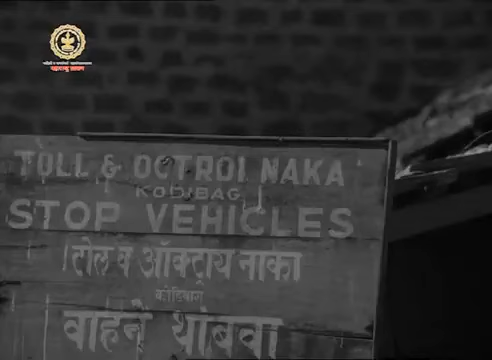 TOLL & OCTROI NAKA
KODIBAG
STOP VEHICLES
टोल व ऑक्ट्राय नाका
कोडिबाग
वाहने थांबवा